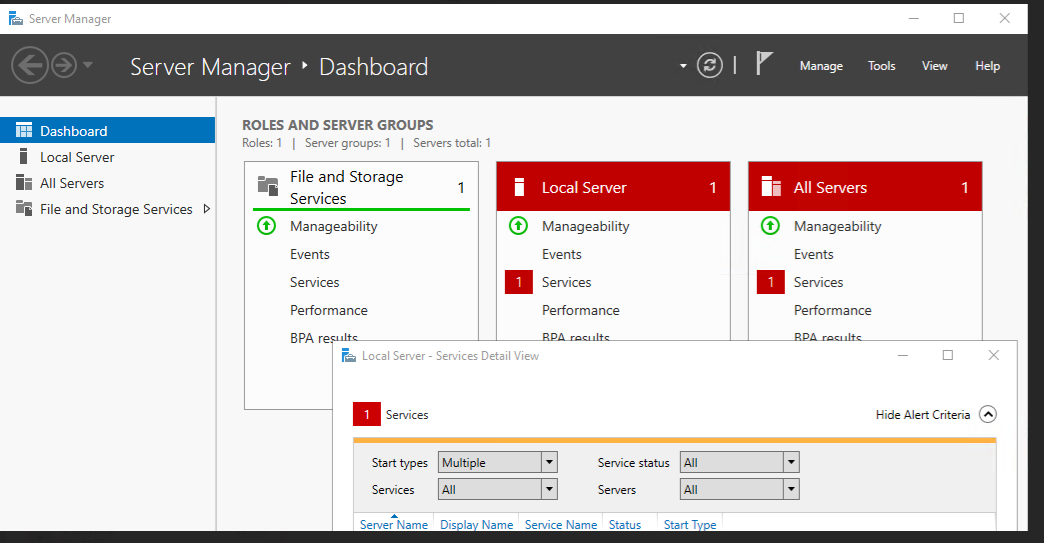 Server Manager
Server Manager Dashboard
Manage Tools View Help
Dashboard
Local Server
All Servers
File and Storage Services
ROLES AND SERVER GROUPS
Roles: 1 | Server groups: 1 | Servers total: 1
File and Storage
Services
1
Manageability
Events
Services
Performance
BPA results
Local Server 1
Manageability
Events
1 Services
Performance
BPA results
All Servers 1
Manageability
Events
1 Services
Performance
BPA results
Local Server - Services Detail View
1 Services
Hide Alert Criteria
Start types Multiple Service status All
Services All Servers All
Server Name Display Name Service Name Status Start Type